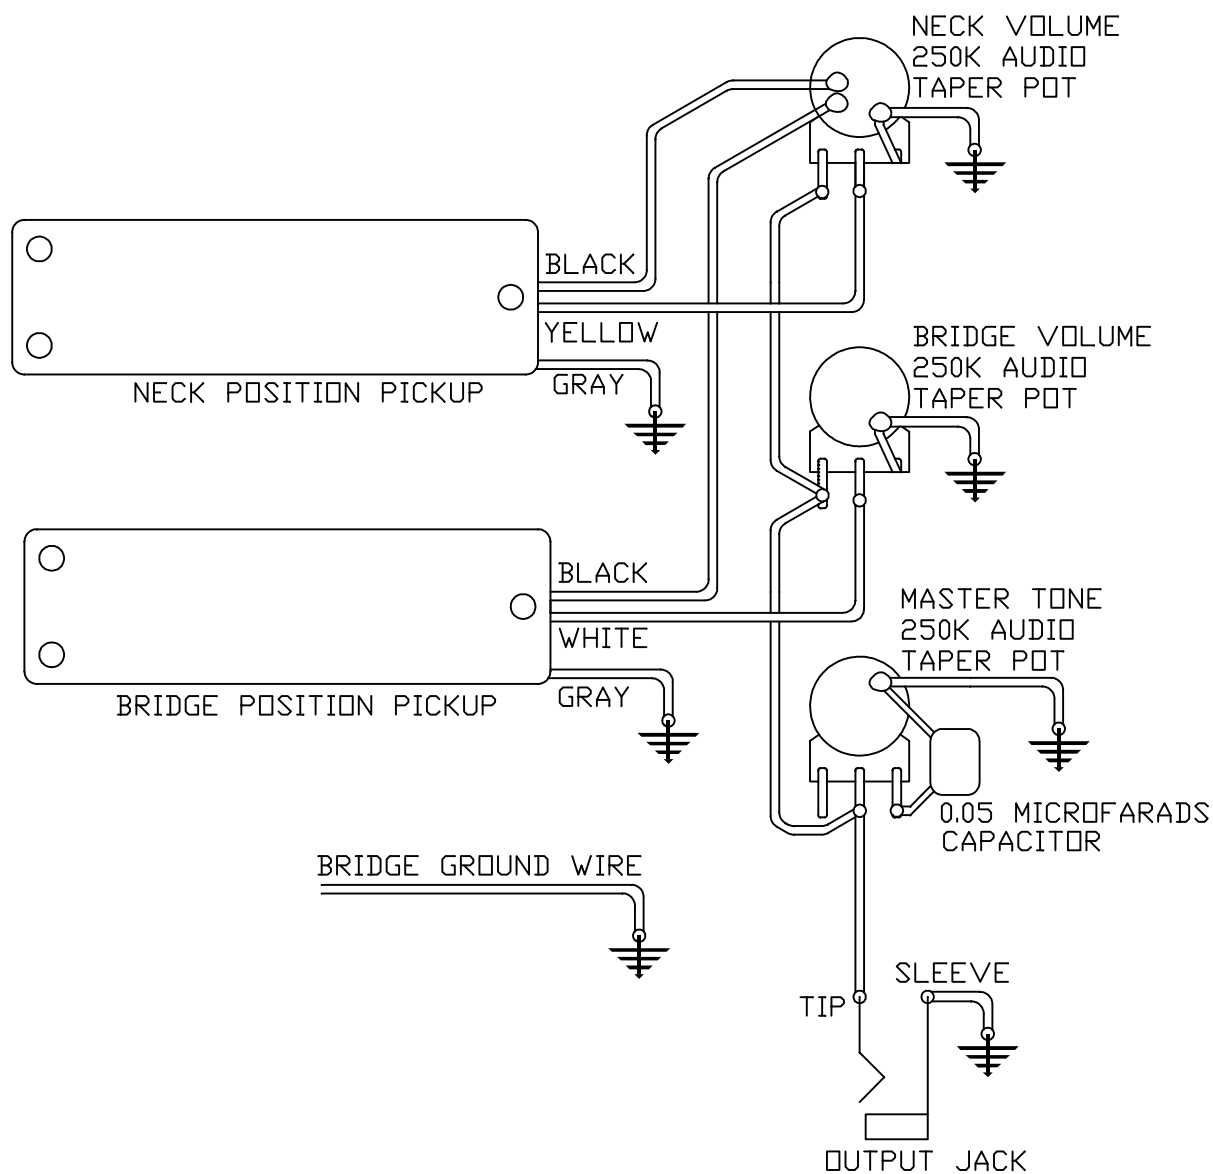 NECK VOLUME
250K AUDIO
TAPER POT
BLACK
YELLOW
GRAY
NECK POSITION PICKUP
BRIDGE VOLUME
250K AUDIO
TAPER POT
BLACK
WHITE
GRAY
BRIDGE POSITION PICKUP
MASTER TONE
250K AUDIO
TAPER POT
0.05 MICROFARADS
CAPACITOR
BRIDGE GROUND WIRE
SLEEVE
TIP
OUTPUT JACK